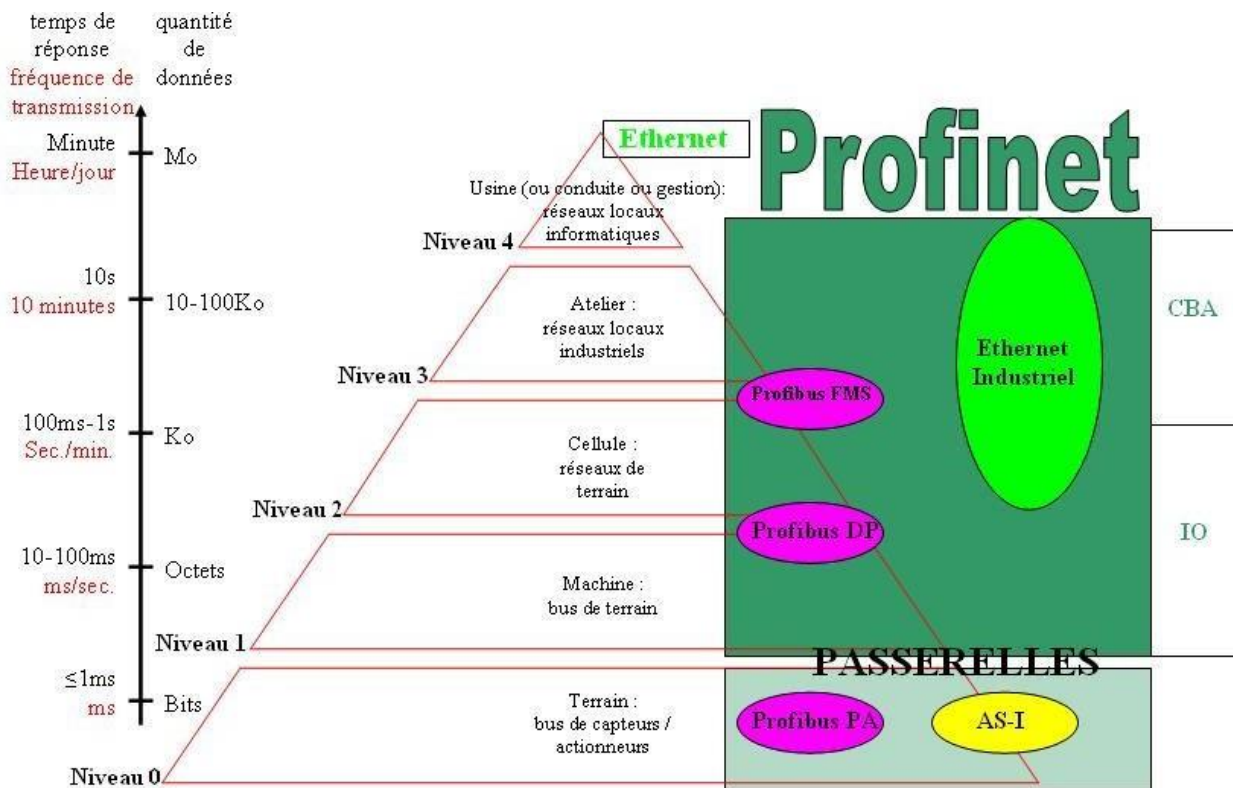 temps de
réponse
fréquence de
transmission
quantité
de
données
Minute
Heure/jour
Mo
Ethernet
Profinet
Usine (ou conduite ou gestion):
réseaux locaux
informatiques
Niveau 4
10s
10 minutes
10-100Ko
Atelier :
réseaux locaux
industriels
CBA
Ethernet
Industriel
Niveau 3
Profibus FMS
100ms-1s
Sec./min.
Ko
Cellule :
réseaux de
terrain
Niveau 2
Profibus DP
IO
10-100ms
ms/sec.
Octets
Machine :
bus de terrain
Niveau 1
PASSERELLES
≤1ms
ms
Bits
Terrain :
bus de capteurs /
actionneurs
Profibus PA
AS-I
Niveau 0